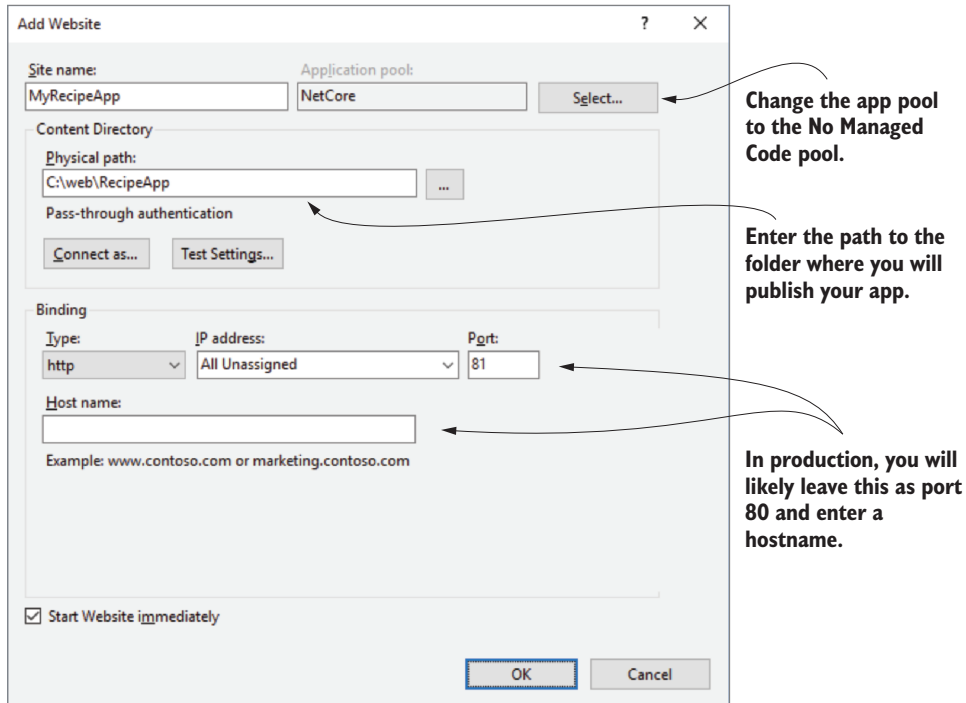 Add Website
? ×
Site name:
Application pool:
MyRecipeApp
NetCore
Select...
Change the app pool
to the No Managed
Code pool.
Content Directory
Physical path:
C:\web\RecipeApp
...
Pass-through authentication
Connect as...
Test Settings...
Enter the path to the
folder where you will
publish your app.
Binding
Type:
IP address:
Port:
http
All Unassigned
81
Host name:
Example: www.contoso.com or marketing.contoso.com
In production, you will
likely leave this as port
80 and enter a
hostname.
Start Website immediately
OK
Cancel